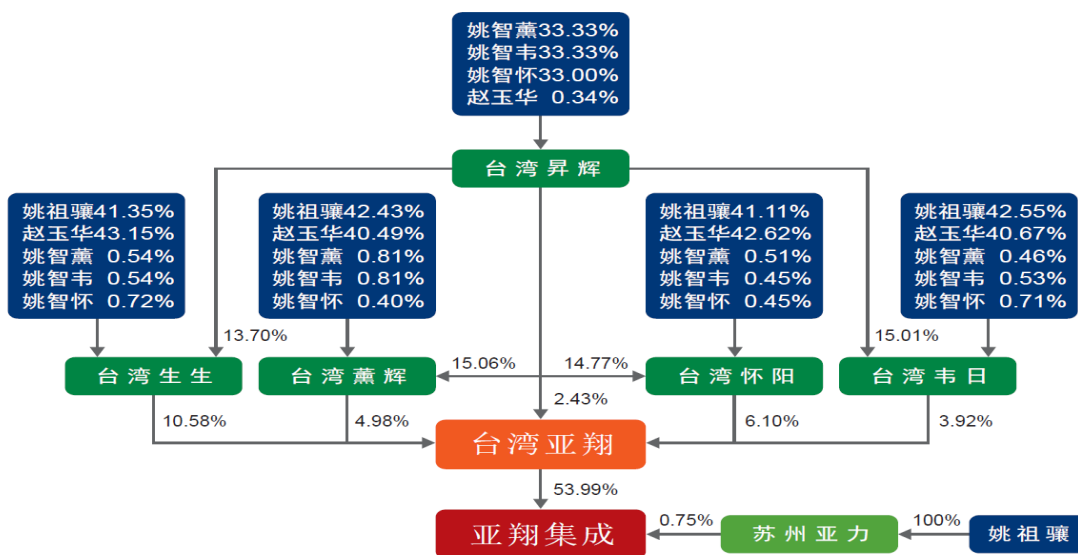 姚智薰33.33%
姚智韦33.33%
姚智怀33.00%
赵玉华 0.34%
台湾昇辉
姚祖骧41.35%
赵玉华43.15%
姚智薰 0.54%
姚智韦 0.54%
姚智怀 0.72%
姚祖骧42.43%
赵玉华40.49%
姚智薰 0.81%
姚智韦 0.81%
姚智怀 0.40%
姚祖骧41.11%
赵玉华42.62%
姚智薰 0.51%
姚智韦 0.45%
姚智怀 0.45%
姚祖骧42.55%
赵玉华40.67%
姚智薰 0.46%
姚智韦 0.53%
姚智怀 0.71%
13.70%
15.06%
14.77%
15.01%
台湾生生
台湾薰辉
台湾怀阳
台湾韦日
2.43%
10.58%
4.98%
6.10%
3.92%
台湾亚翔
53.99%
亚翔集成
0.75%
苏州亚力
100%
姚祖骧